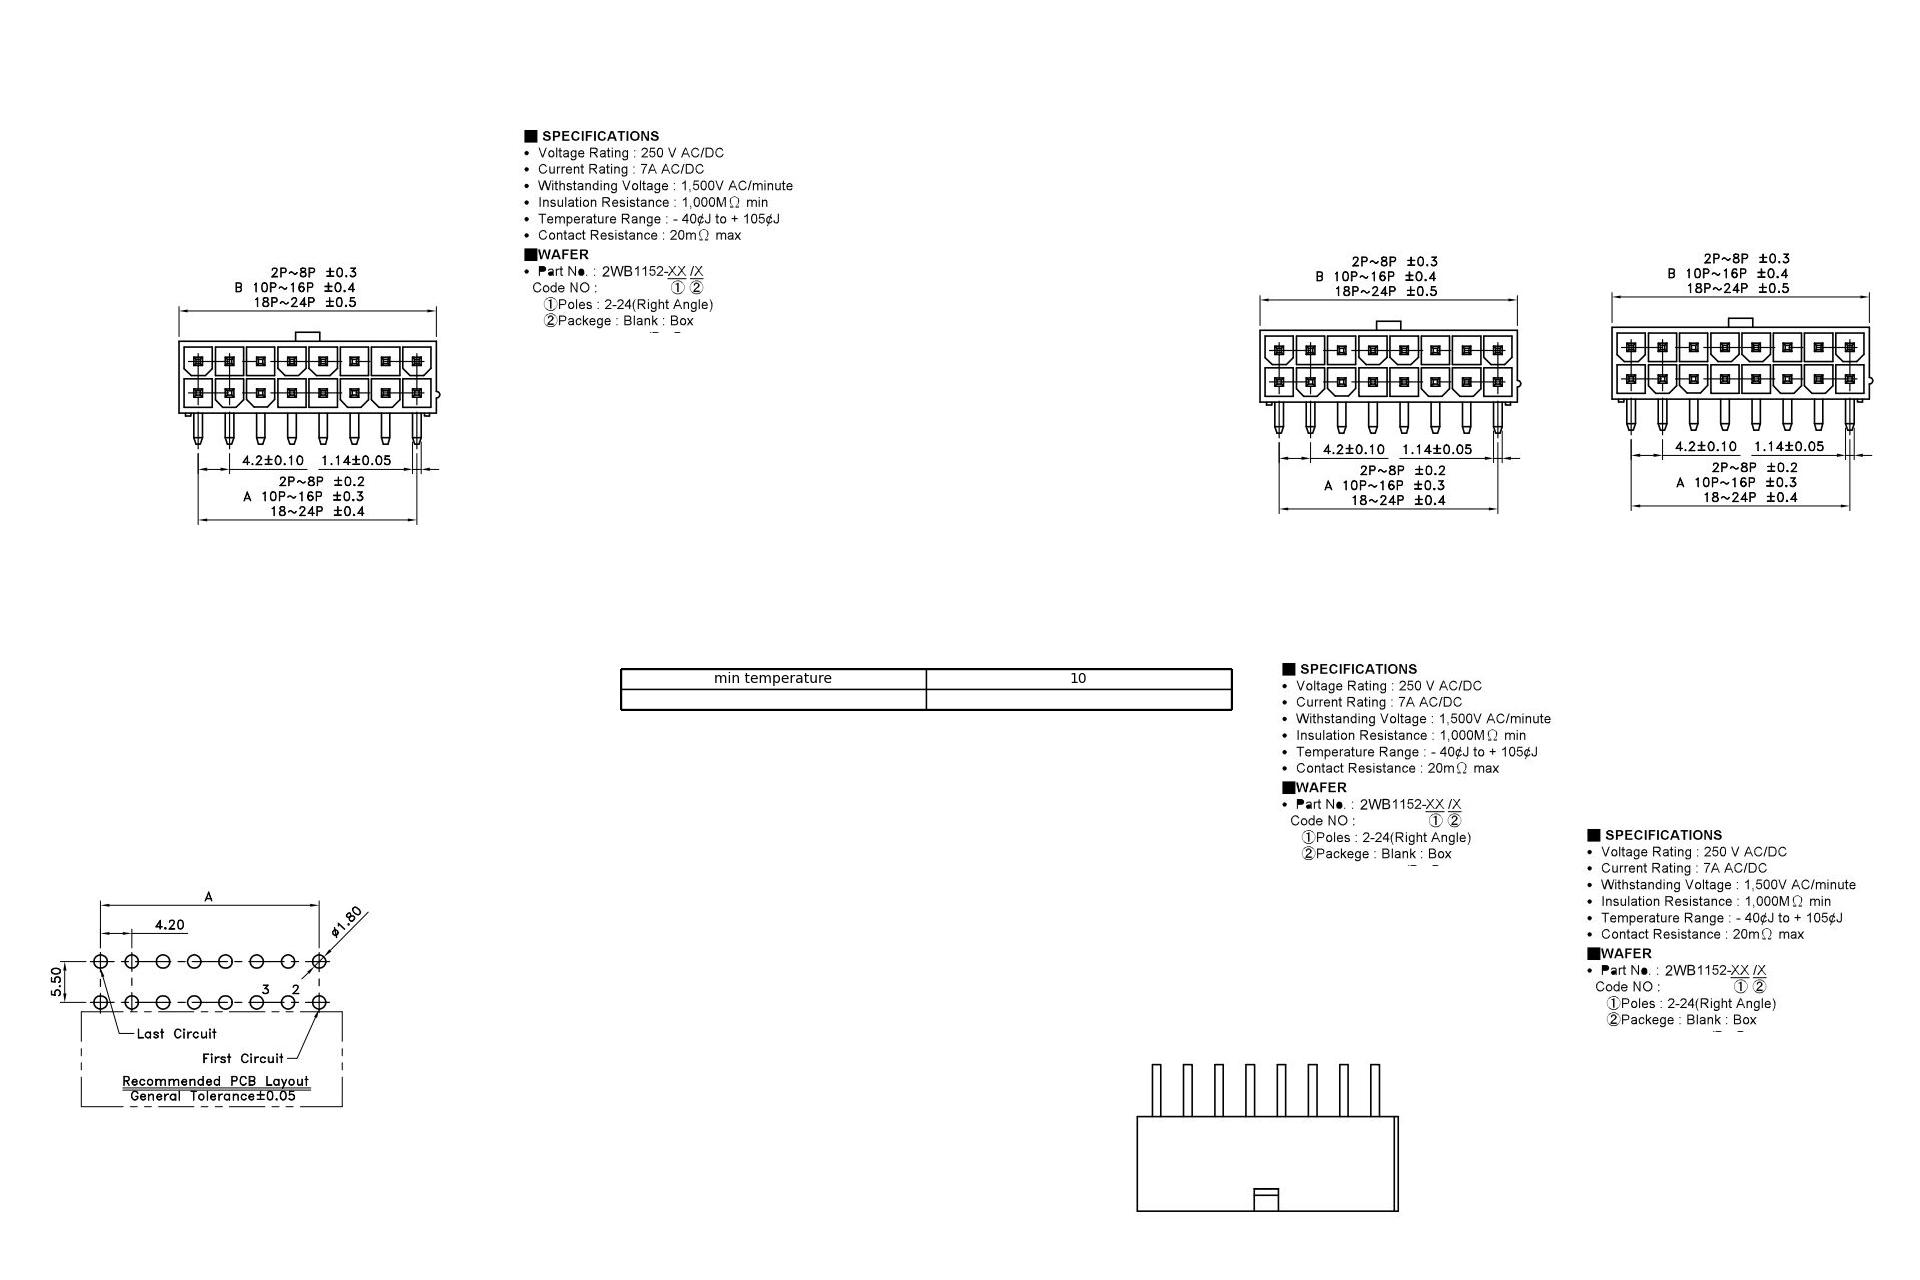 ■ SPECIFICATIONS
• Voltage Rating : 250 V AC/DC
• Current Rating : 7A AC/DC
• Withstanding Voltage : 1,500V AC/minute
• Insulation Resistance : 1,000MΩ min
• Temperature Range : - 40¢J to + 105¢J
• Contact Resistance : 20mΩ max
■WAFER
• Part No. : 2WB1152-XX /X
Code NO : ① ②
①Poles : 2-24(Right Angle)
②Packege : Blank : Box
2P~8P ±0.3
B 10P~16P ±0.4
18P~24P ±0.5
4.2±0.10 1.14±0.05
2P~8P ±0.2
A 10P~16P ±0.3
18~24P ±0.4
2P~8P ±0.3
B 10P~16P ±0.4
18P~24P ±0.5
4.2±0.10 1.14±0.05
2P~8P ±0.2
A 10P~16P ±0.3
18~24P ±0.4
2P~8P ±0.3
B 10P~16P ±0.4
18P~24P ±0.5
4.2±0.10 1.14±0.05
2P~8P ±0.2
A 10P~16P ±0.3
18~24P ±0.4
min temperature 10
■ SPECIFICATIONS
• Voltage Rating : 250 V AC/DC
• Current Rating : 7A AC/DC
• Withstanding Voltage : 1,500V AC/minute
• Insulation Resistance : 1,000MΩ min
• Temperature Range : - 40¢J to + 105¢J
• Contact Resistance : 20mΩ max
■WAFER
• Part No. : 2WB1152-XX /X
Code NO : ① ②
①Poles : 2-24(Right Angle)
②Packege : Blank : Box
■ SPECIFICATIONS
• Voltage Rating : 250 V AC/DC
• Current Rating : 7A AC/DC
• Withstanding Voltage : 1,500V AC/minute
• Insulation Resistance : 1,000MΩ min
• Temperature Range : - 40¢J to + 105¢J
• Contact Resistance : 20mΩ max
■WAFER
• Part No. : 2WB1152-XX /X
Code NO : ① ②
①Poles : 2-24(Right Angle)
②Packege : Blank : Box
A
4.20
ø1.80
5.50
3 2
Last Circuit
First Circuit
Recommended PCB Layout
General Tolerance±0.05